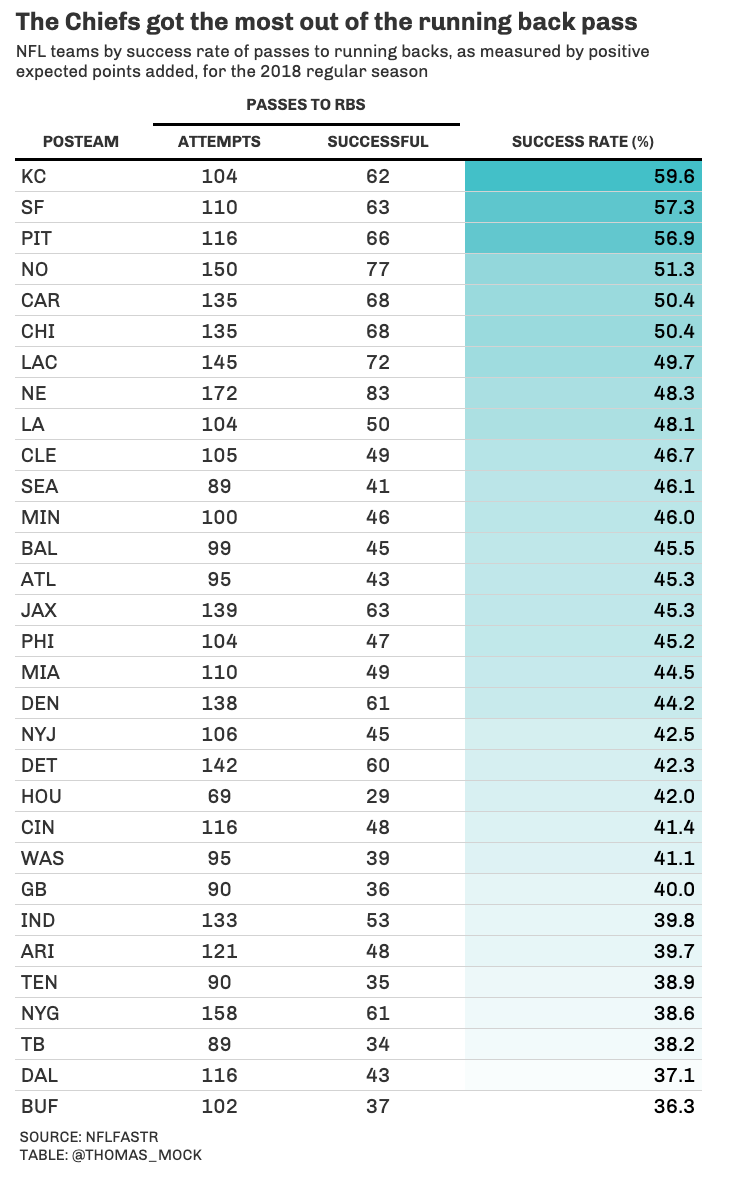 The Chiefs got the most out of the running back pass
NFL teams by success rate of passes to running backs, as measured by positive
expected points added, for the 2018 regular season
PASSES TO RBS
POSTEAM ATTEMPTS SUCCESSFUL SUCCESS RATE (%)
KC 104 62 59.6
SF 110 63 57.3
PIT 116 66 56.9
NO 150 77 51.3
CAR 135 68 50.4
CHI 135 68 50.4
LAC 145 72 49.7
NE 172 83 48.3
LA 104 50 48.1
CLE 105 49 46.7
SEA 89 41 46.1
MIN 100 46 46.0
BAL 99 45 45.5
ATL 95 43 45.3
JAX 139 63 45.3
PHI 104 47 45.2
MIA 110 49 44.5
DEN 138 61 44.2
NYJ 106 45 42.5
DET 142 60 42.3
HOU 69 29 42.0
CIN 116 48 41.4
WAS 95 39 41.1
GB 90 36 40.0
IND 133 53 39.8
ARI 121 48 39.7
TEN 90 35 38.9
NYG 158 61 38.6
TB 89 34 38.2
DAL 116 43 37.1
BUF 102 37 36.3
SOURCE: NFLFASTR
TABLE: @THOMAS_MOCK